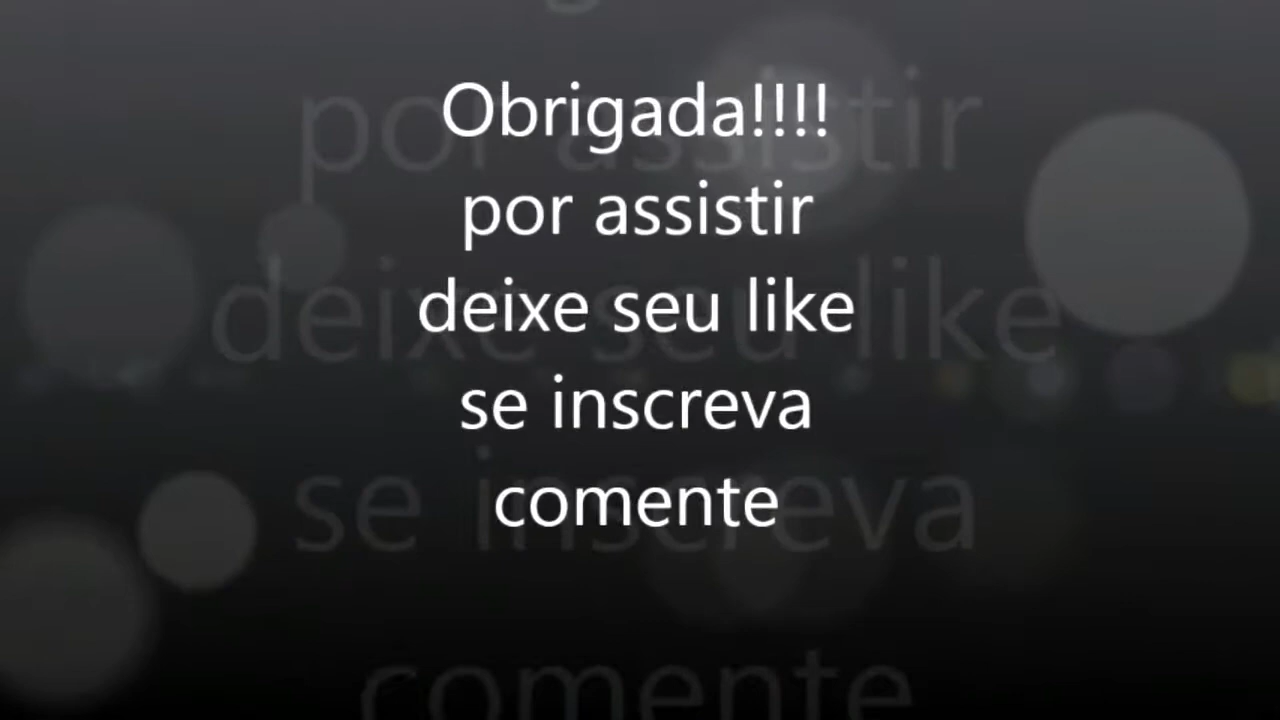 Obrigada!!!!
por assistir
deixe seu like
se inscreva
comente